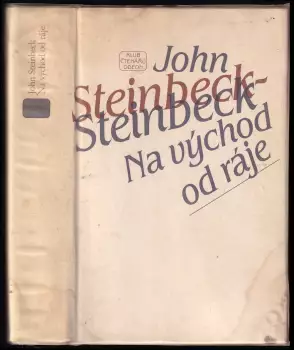 John Steinbeck
Na východ od ráje
KLUB
ČTENÁŘŮ
ODEON
John
Steinbeck-
Steinbeck
Na východ
od ráje